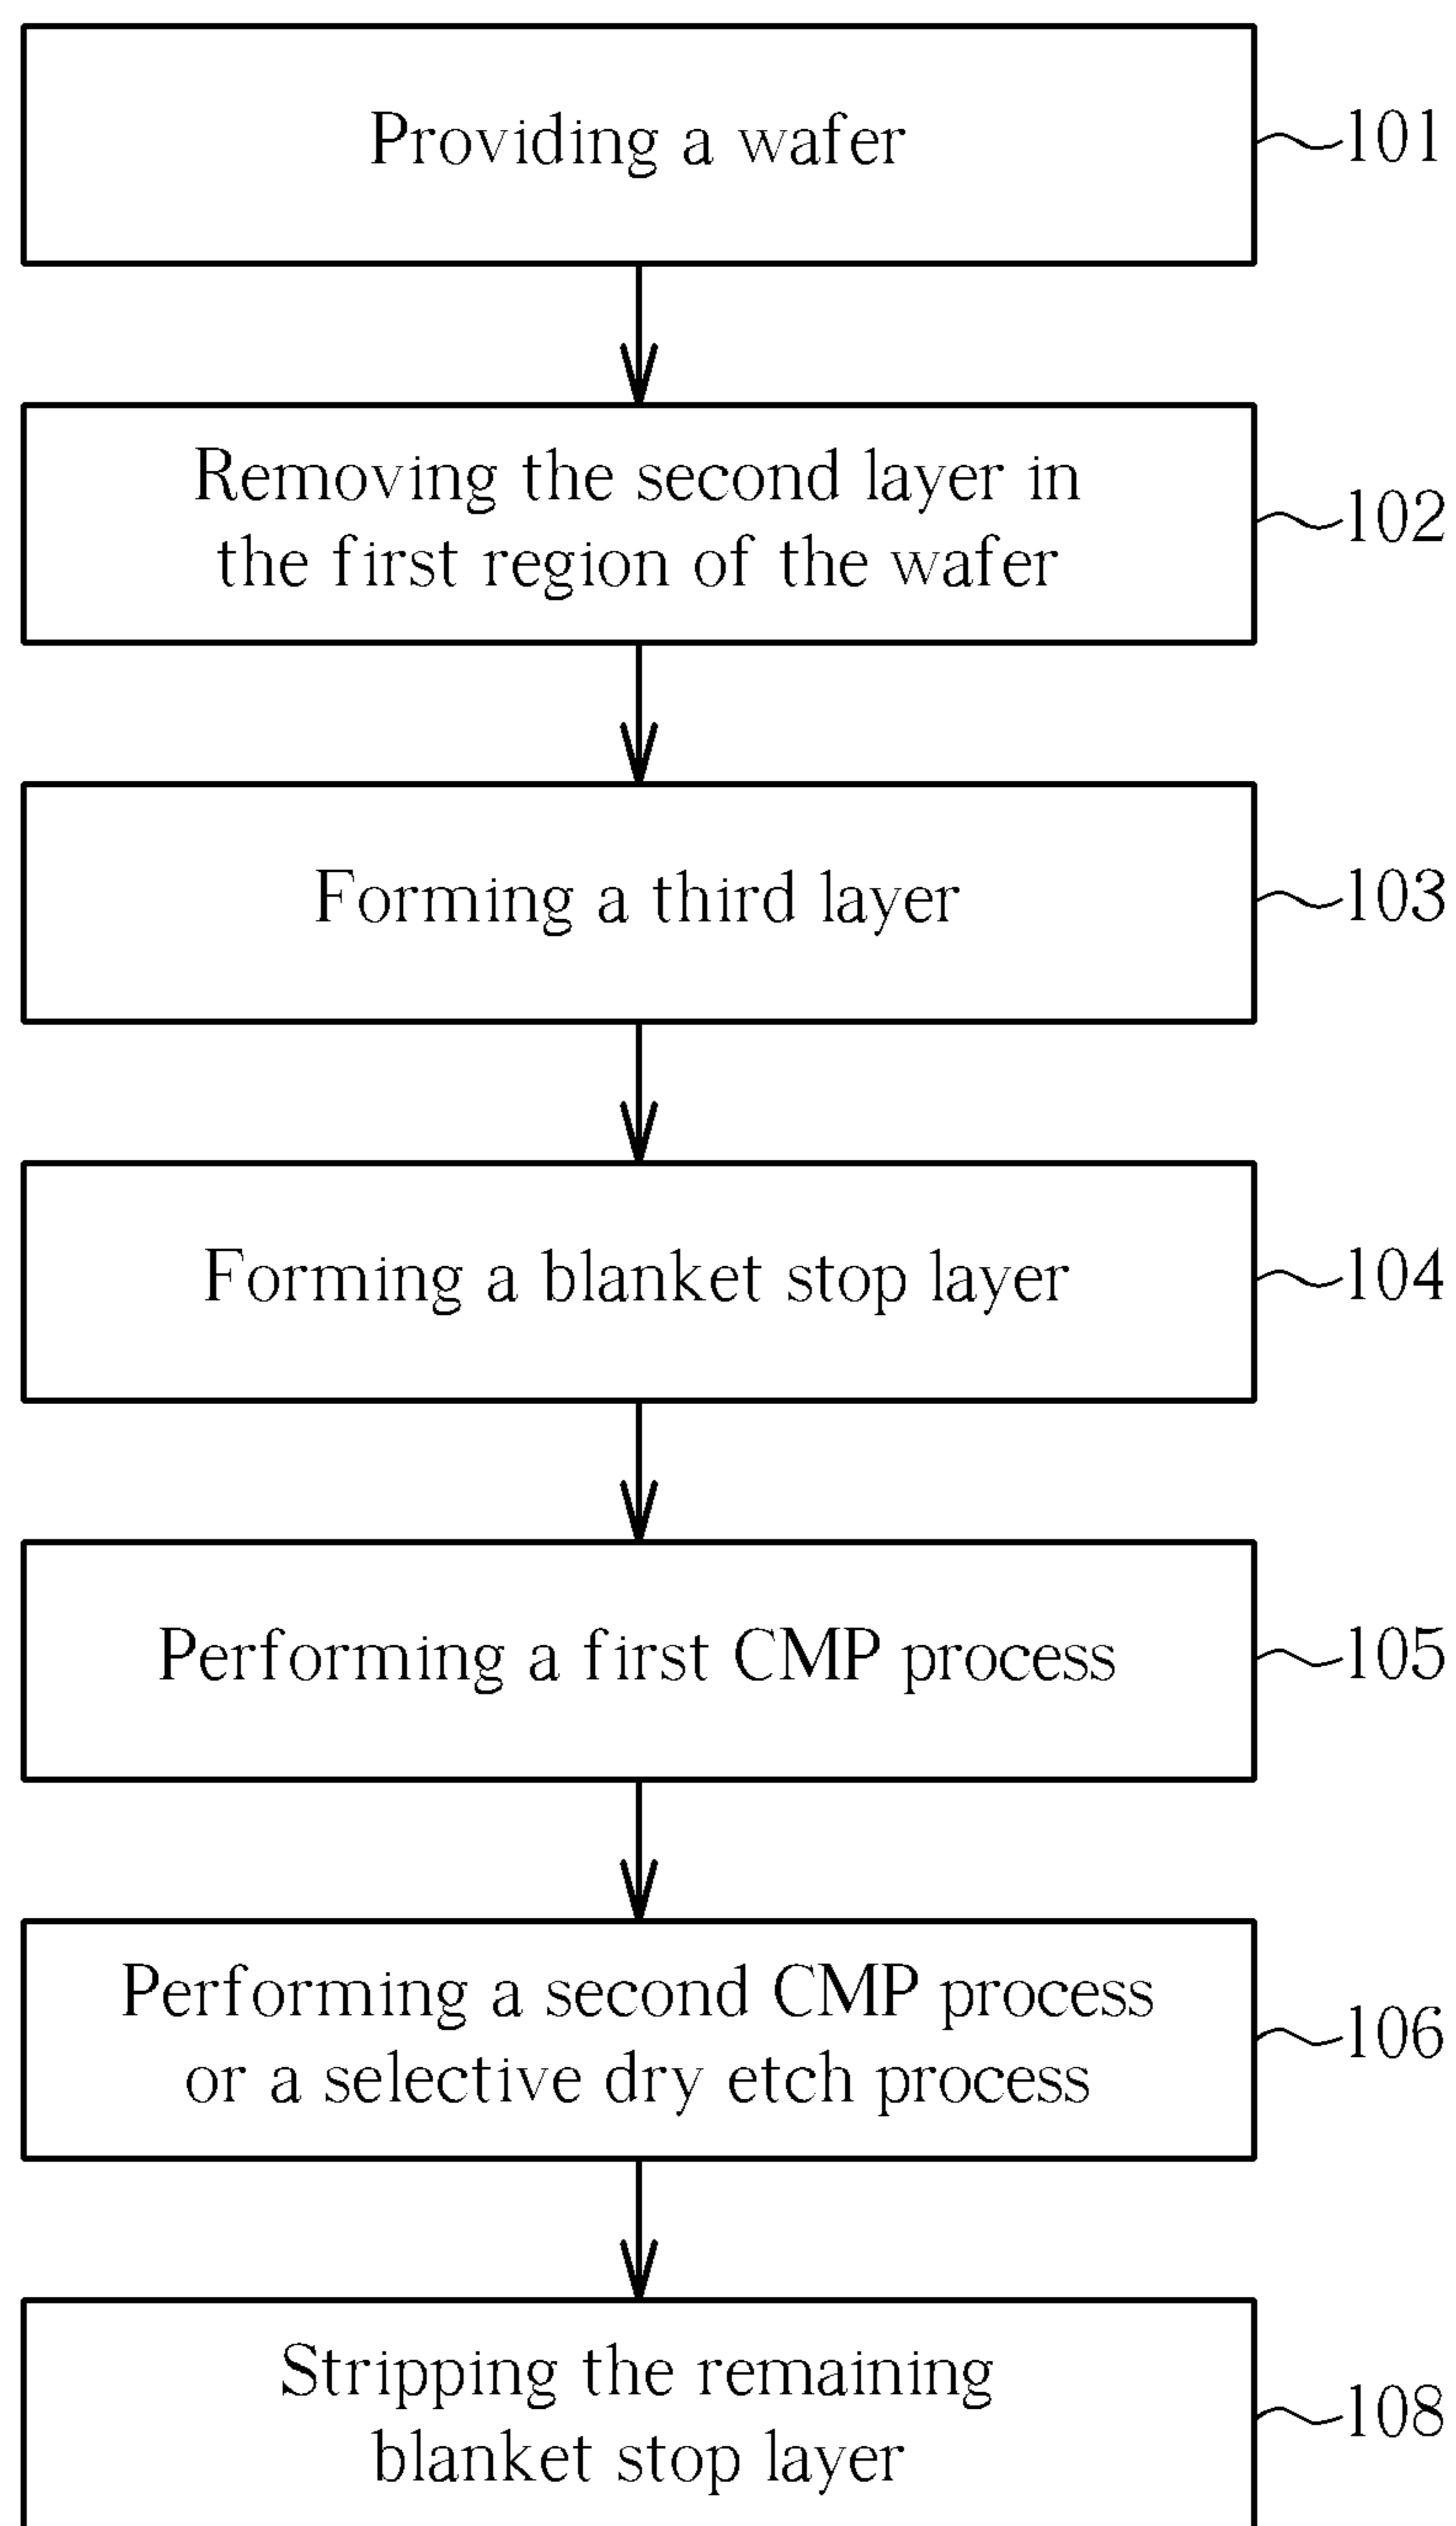 Providing a wafer
101
Removing the second layer in
the first region of the wafer
102
Forming a third layer
103
Forming a blanket stop layer
104
Performing a first CMP process
105
Performing a second CMP process
or a selective dry etch process
106
Stripping the remaining
blanket stop layer
108